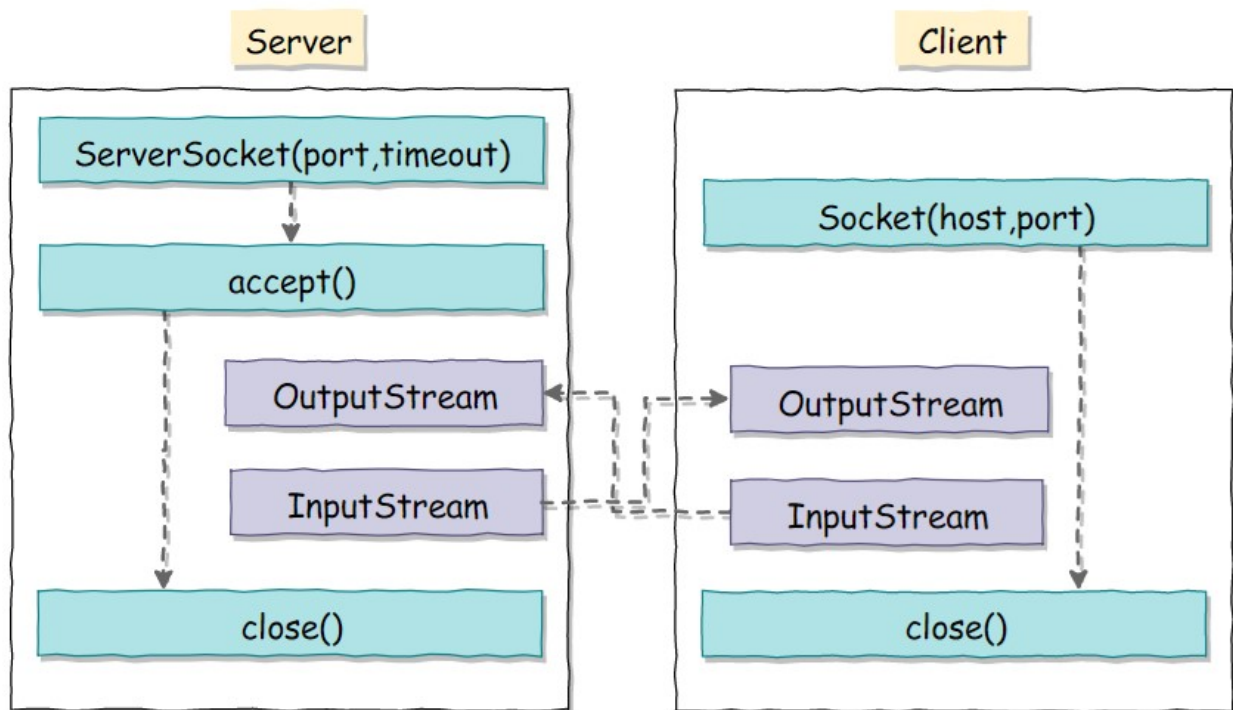 Server
ServerSocket(port,timeout)
accept()
OutputStream
InputStream
close()
Client
Socket(host,port)
OutputStream
InputStream
close()